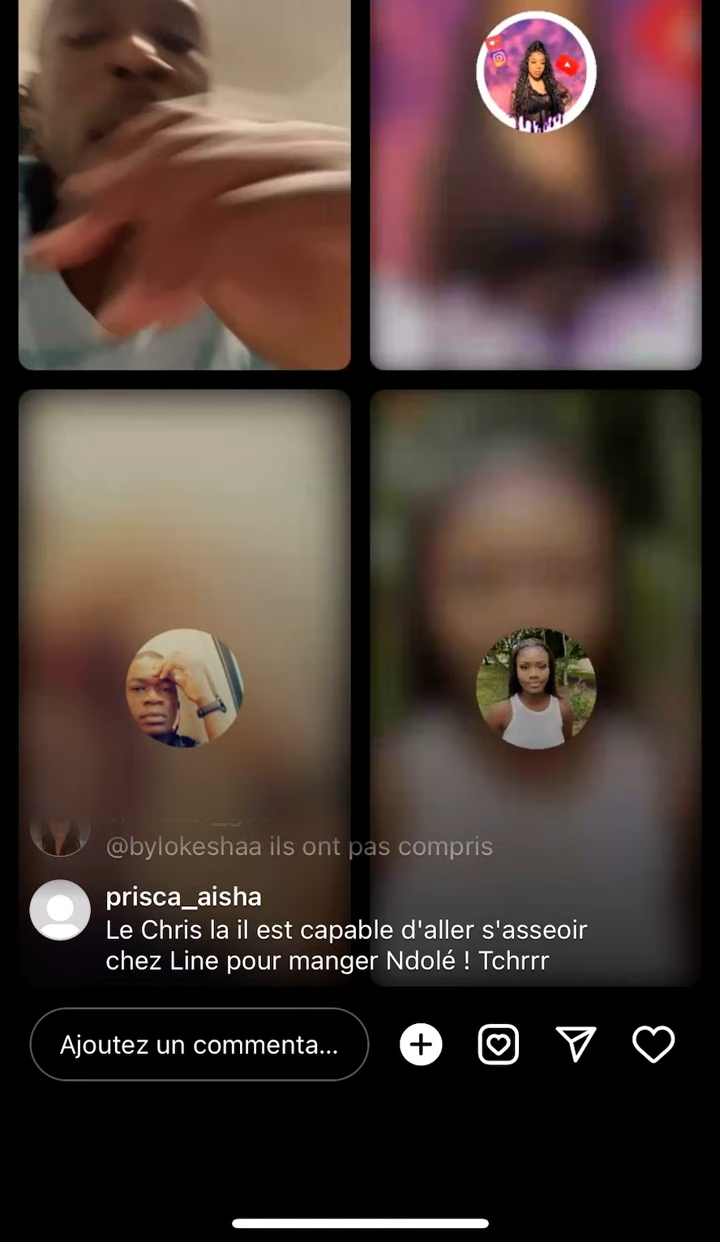 @bylokeshaa ils ont pas compris
prisca_aisha
Le Chris la il est capable d'aller s'asseoir
chez Line pour manger Ndolé ! Tchrrr
Ajoutez un commenta...